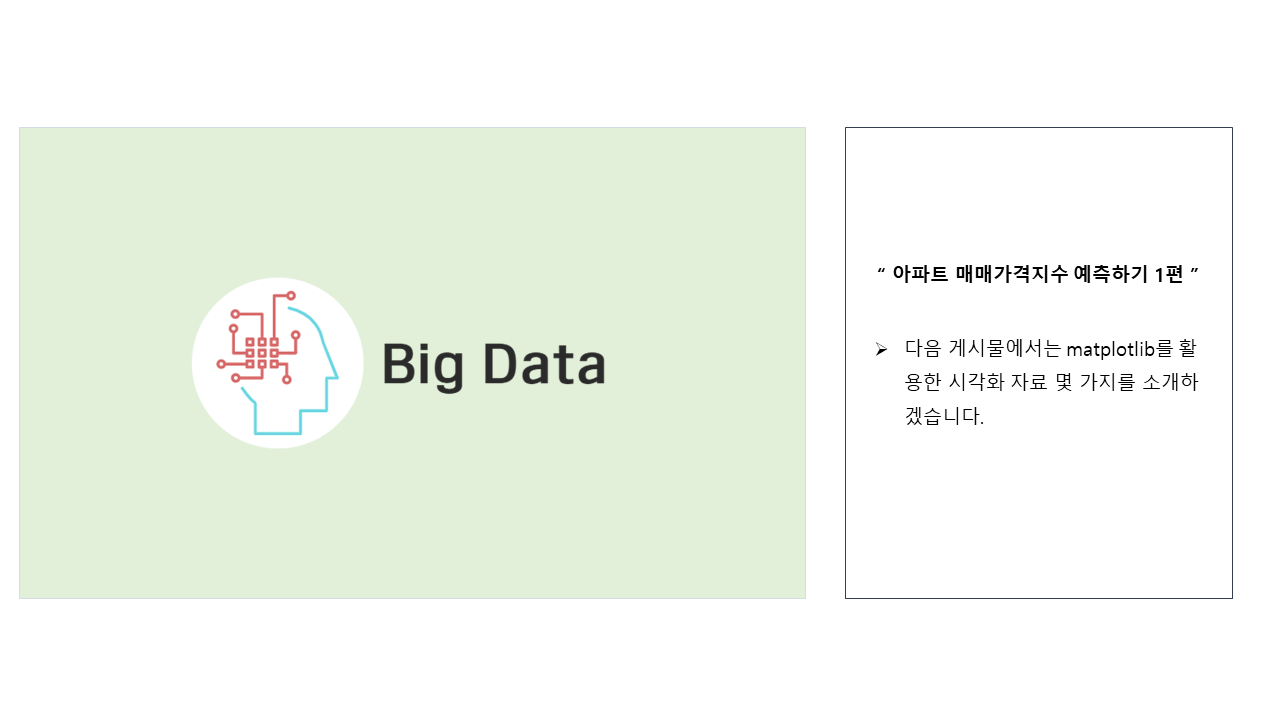 Big Data
“ 아파트 매매가격지수 예측하기 1편 ”
➢ 다음 게시물에서는 matplotlib를 활
용한 시각화 자료 몇 가지를 소개하
겠습니다.